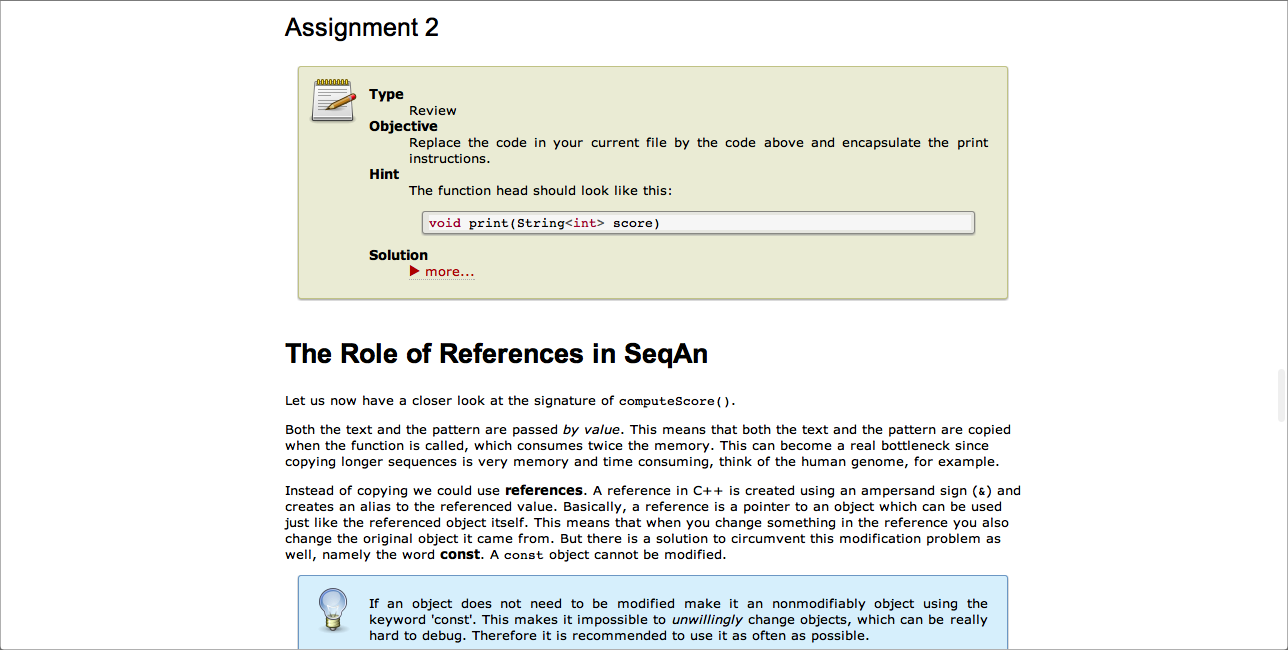 Assignment 2
Type
Review
Objective
Replace the code in your current file by the code above and encapsulate the print
instructions.
Hint
The function head should look like this:
void print(String<int> score)
Solution
more...
The Role of References in SeqAn
Let us now have a closer look at the signature of computeScore().
Both the text and the pattern are passed by value. This means that both the text and the pattern are copied
when the function is called, which consumes twice the memory. This can become a real bottleneck since
copying longer sequences is very memory and time consuming, think of the human genome, for example.
Instead of copying we could use references. A reference in C++ is created using an ampersand sign (&) and
creates an alias to the referenced value. Basically, a reference is a pointer to an object which can be used
just like the referenced object itself. This means that when you change something in the reference you also
change the original object it came from. But there is a solution to circumvent this modification problem as
well, namely the word const. A const object cannot be modified.
If an object does not need to be modified make it an nonmodifiably object using the
keyword 'const'. This makes it impossible to unwillingly change objects, which can be really
hard to debug. Therefore it is recommended to use it as often as possible.